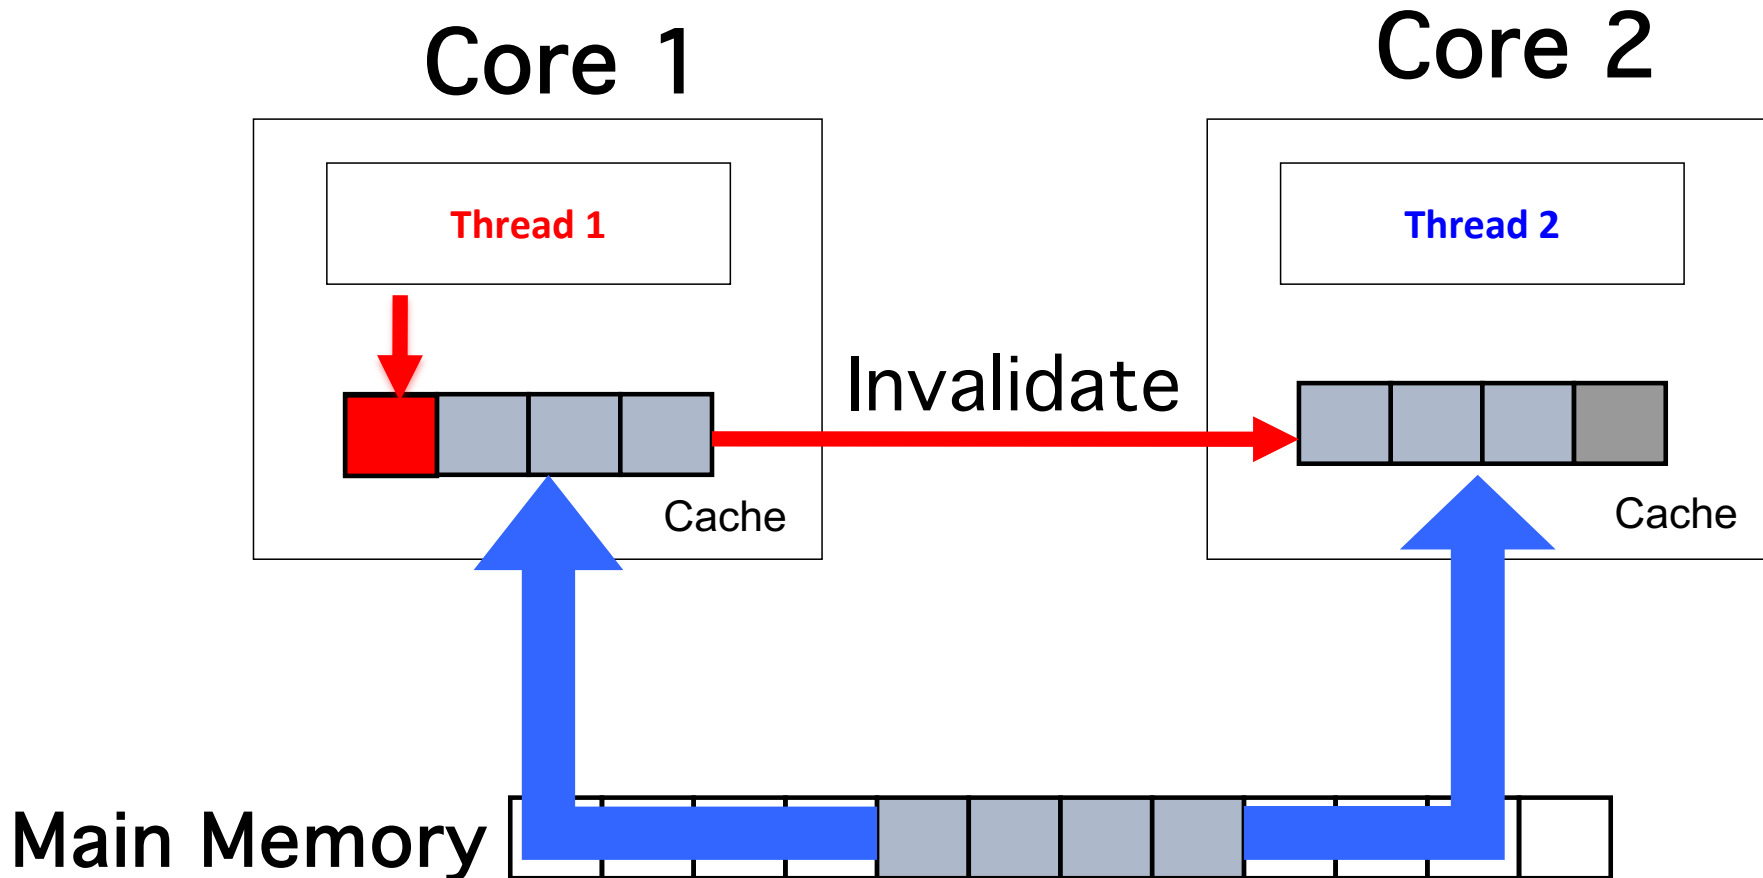 Core 1
Core 2
Thread 1
Thread 2
Invalidate
Cache
Cache
Main Memory